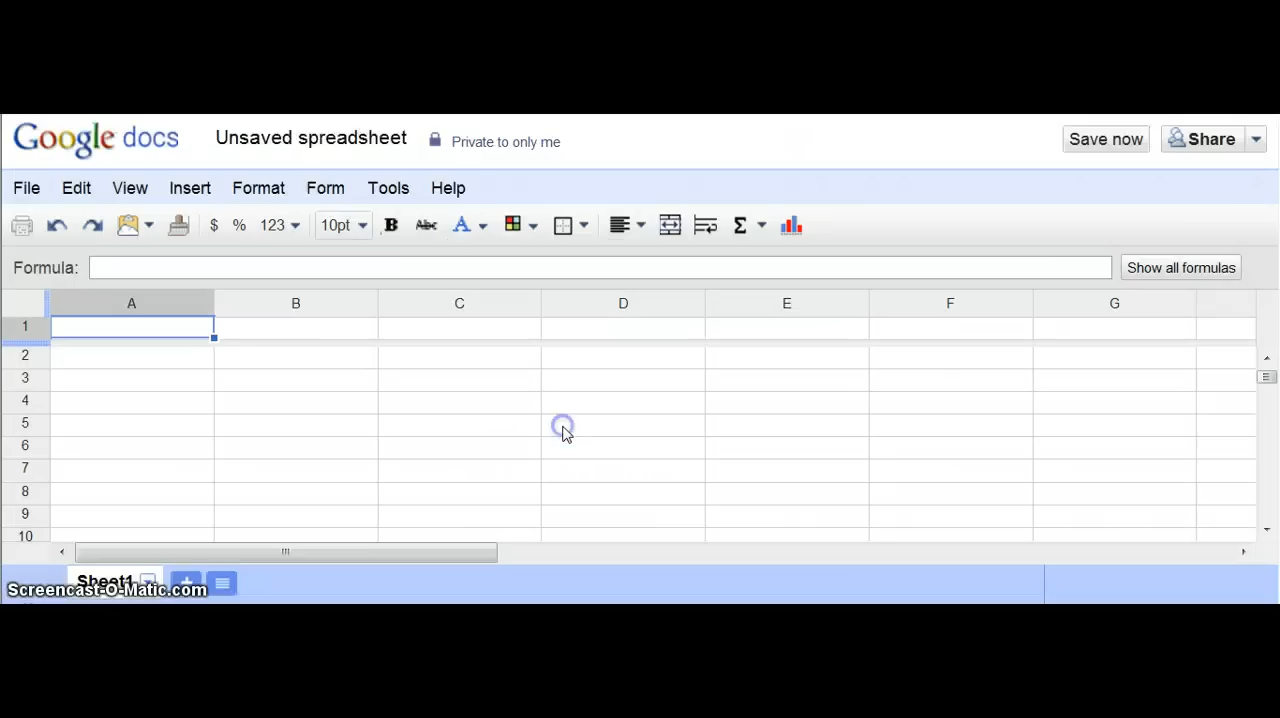 Google docs Unsaved spreadsheet Private to only me Save now Share
File Edit View Insert Format Form Tools Help
$ % 123 10pt B Abc A Σ
Formula: Show all formulas
A B C D E F G
1
2
3
4
5
6
7
8
9
10
Sheet1
Screencast-O-Matic.com